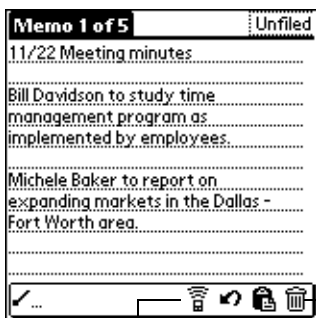 Memo 1 of 5
Unfiled
11/22 Meeting minutes
Bill Davidson to study time
management program as
implemented by employees.
Michele Baker to report on
expanding markets in the Dallas -
Fort Worth area.
...